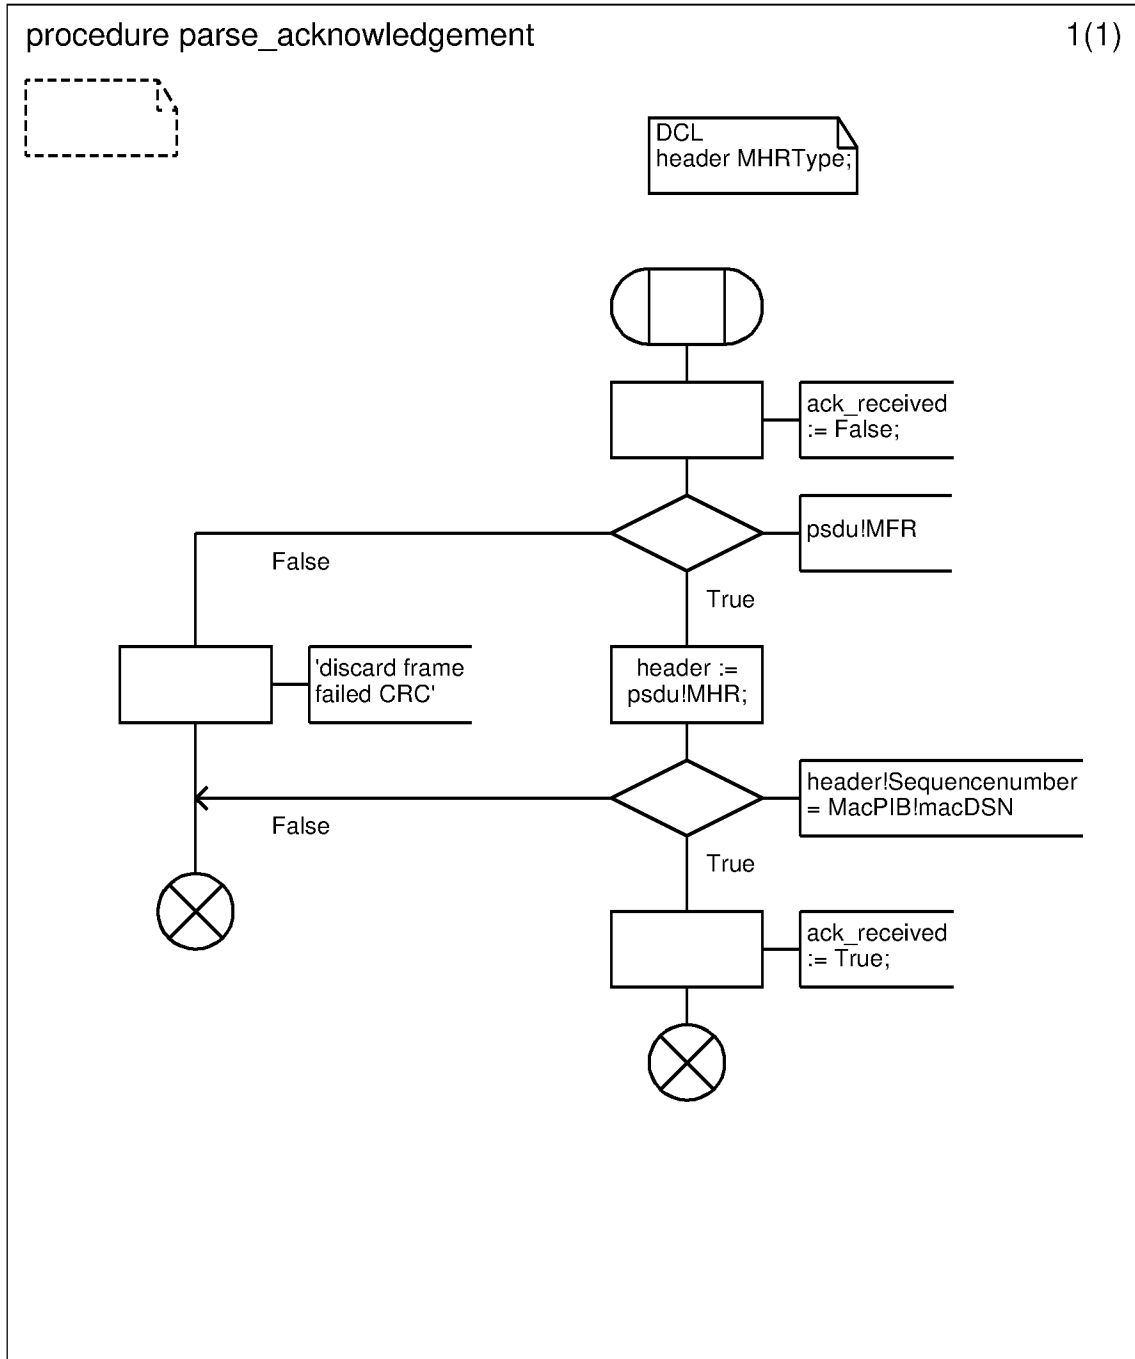 procedure parse_acknowledgement
1(1)
DCL
header MHRType;
ack_received
:= False;
psdu!MFR
False
True
'discard frame
failed CRC'
header :=
psdu!MHR;
header!Sequencenumber
= MacPIB!macDSN
False
True
ack_received
:= True;